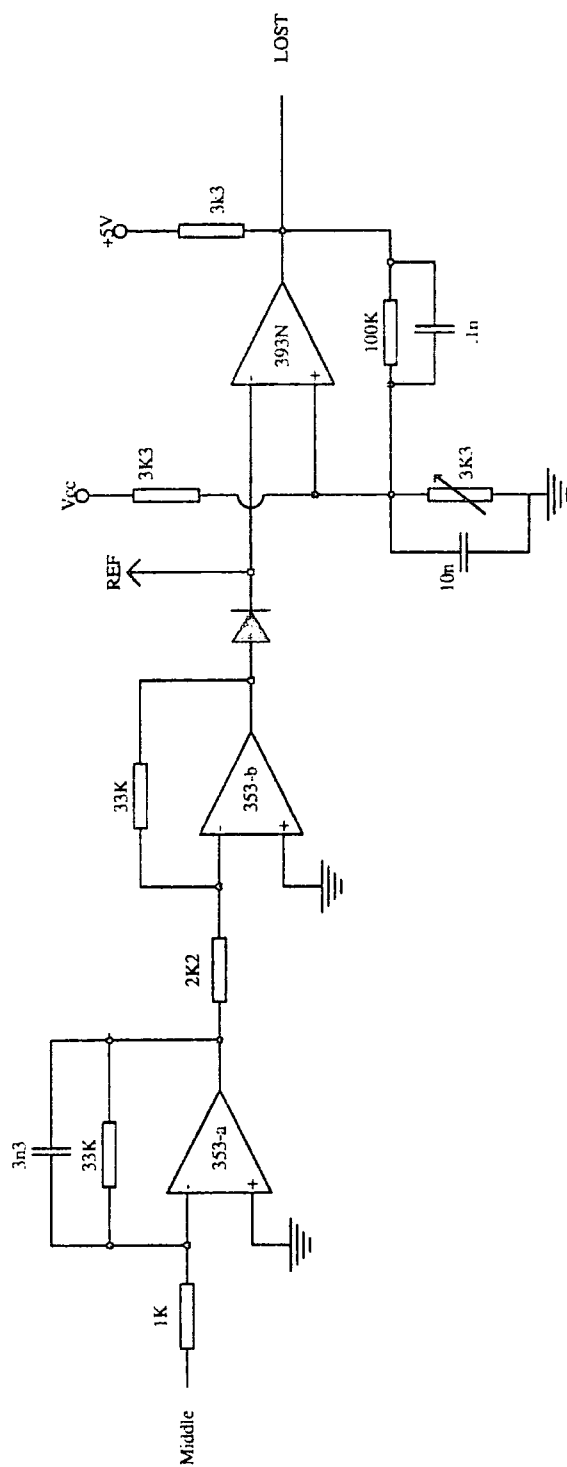 Middle
1K
3n3
33K
-
+
353-a
2K2
33K
-
+
353-b
REF
Vcc
3K3
-
+
393N
+5V
3k3
LOST
100K
.1n
10n
3K3